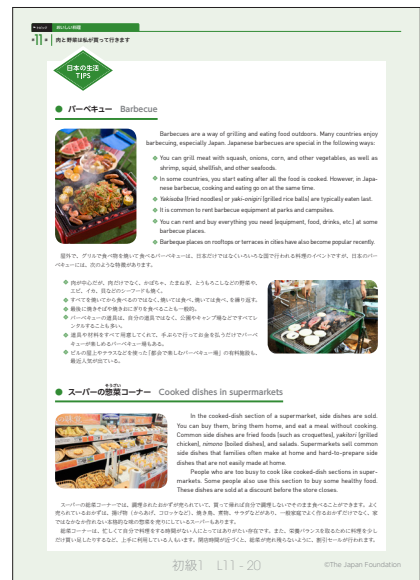 トピック おいしい料理
第11課 肉と野菜は私が買って行きます
日本の生活
TIPS
● バーベキュー Barbecue
Barbecues are a way of grilling and eating food outdoors. Many countries enjoy
barbecuing, especially Japan. Japanese barbecues are special in the following ways:
❖ You can grill meat with squash, onions, corn, and other vegetables, as well as
shrimp, squid, shellfish, and other seafoods.
❖ In some countries, you start eating after all the food is cooked. However, in Japa-
nese barbecue, cooking and eating go on at the same time.
❖ Yakisoba (fried noodles) or yaki-onigiri (grilled rice balls) are typically eaten last.
❖ It is common to rent barbecue equipment at parks and campsites.
❖ You can rent and buy everything you need (equipment, food, drinks, etc.) at some
barbecue places.
❖ Barbeque places on rooftops or terraces in cities have also become popular recently.
屋外で、グリルで食べ物を焼いて食べるバーベキューは、日本だけではなくいろいろな国で行われる料理のイベントですが、日本のバー
ベキューには、次のような特徴があります。
❖ 肉が中心だが、肉だけでなく、かぼちゃ、たまねぎ、とうもろこしなどの野菜や、
エビ、イカ、貝などのシーフードも焼く。
❖ すべてを焼いてから食べるのではなく、焼いては食べ、焼いては食べ、を繰り返す。
❖ 最後に焼きそばや焼きおにぎりを食べることも一般的。
❖ バーベキューの道具は、自分の道具ではなく、公園やキャンプ場などですべてレ
ンタルすることも多い。
❖ 道具や材料をすべて用意してくれて、手ぶらで行ってお金を払うだけでバーベ
キューが楽しめるバーベキュー場もある。
❖ ビルの屋上やテラスなどを使った「都会で楽しむバーベキュー場」の有料施設も、
最近人気が出ている。
● スーパーの惣菜コーナー Cooked dishes in supermarkets
In the cooked-dish section of a supermarket, side dishes are sold.
You can buy them, bring them home, and eat a meal without cooking.
Common side dishes are fried foods (such as croquettes), yakitori (grilled
chicken), nimono (boiled dishes), and salads. Supermarkets sell common
side dishes that families often make at home and hard-to-prepare side
dishes that are not easily made at home.
People who are too busy to cook like cooked-dish sections in super-
markets. Some people also use this section to buy some healthy food.
These dishes are sold at a discount before the store closes.
スーパーの惣菜コーナーでは、調理されたおかずが売られていて、買って帰れば自分で調理しないでそのまま食べることができます。よく
売られているおかずは、揚げ物（からあげ、コロッケなど）、焼き鳥、煮物、サラダなどがあり、一般家庭でよく作るおかずだけでなく、家
ではなかなか作れない本格的な味の惣菜を売りにしているスーパーもあります。
惣菜コーナーは、忙しくて自分で料理をする時間がない人にとってはありがたい存在です。また、栄養バランスを取るために料理を少し
だけ買い足したりするなど、上手に利用している人もいます。閉店時間が近づくと、惣菜が売れ残らないように、割引セールが行われます。
初級1 L11 - 20
©The Japan Foundation